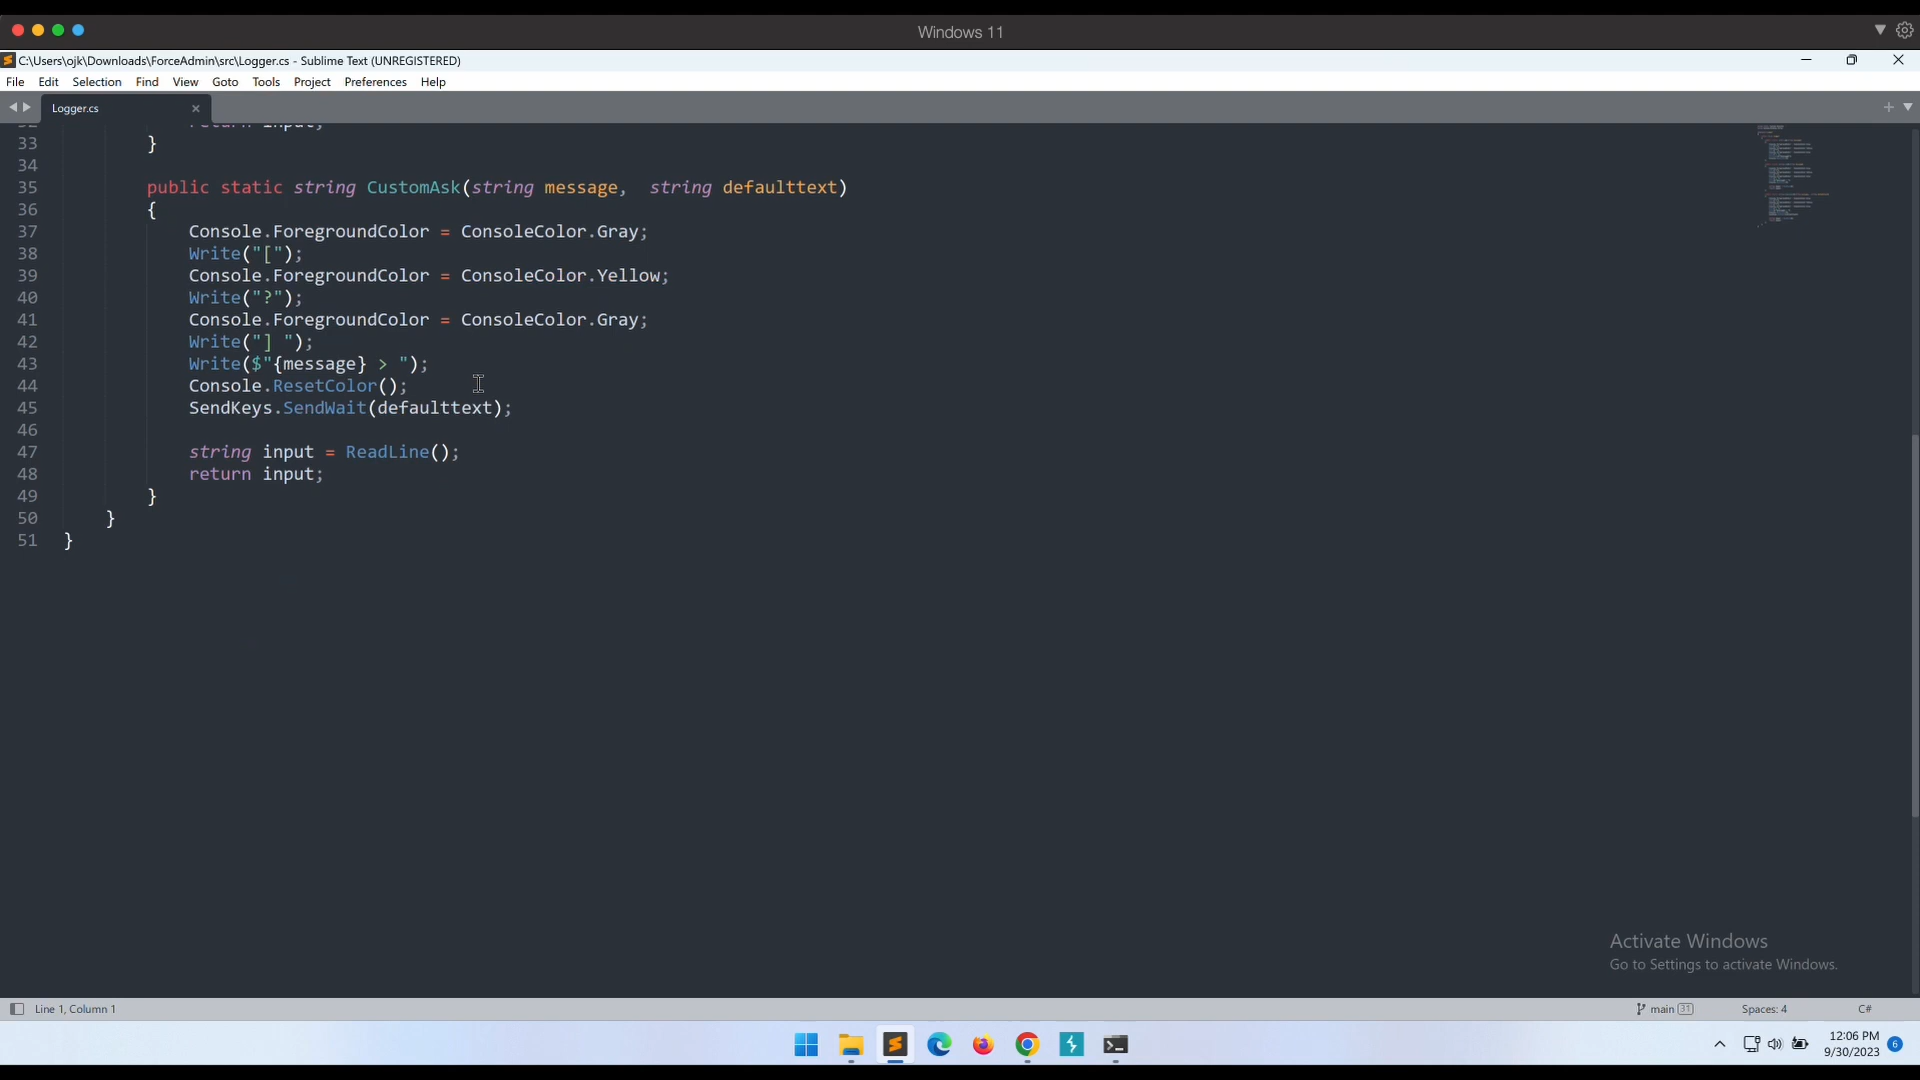 Windows 11
C:\Users\ojk\Downloads\ForceAdmin\src\Logger.cs - Sublime Text (UNREGISTERED)
File Edit Selection Find View Goto Tools Project Preferences Help
Logger.cs
33 }
34
35 public static string CustomAsk(string message,  string defaulttext)
36 {
37 Console.ForegroundColor = ConsoleColor.Gray;
38 Write("[");
39 Console.ForegroundColor = ConsoleColor.Yellow;
40 Write("?");
41 Console.ForegroundColor = ConsoleColor.Gray;
42 Write("] ");
43 Write($"{message} > ");
44 Console.ResetColor();
45 SendKeys.SendWait(defaulttext);
46
47 string input = ReadLine();
48 return input;
49 }
50 }
51 }
Activate Windows
Go to Settings to activate Windows.
Line 1, Column 1 main 31 Spaces: 4 C#
12:06 PM
9/30/2023 6